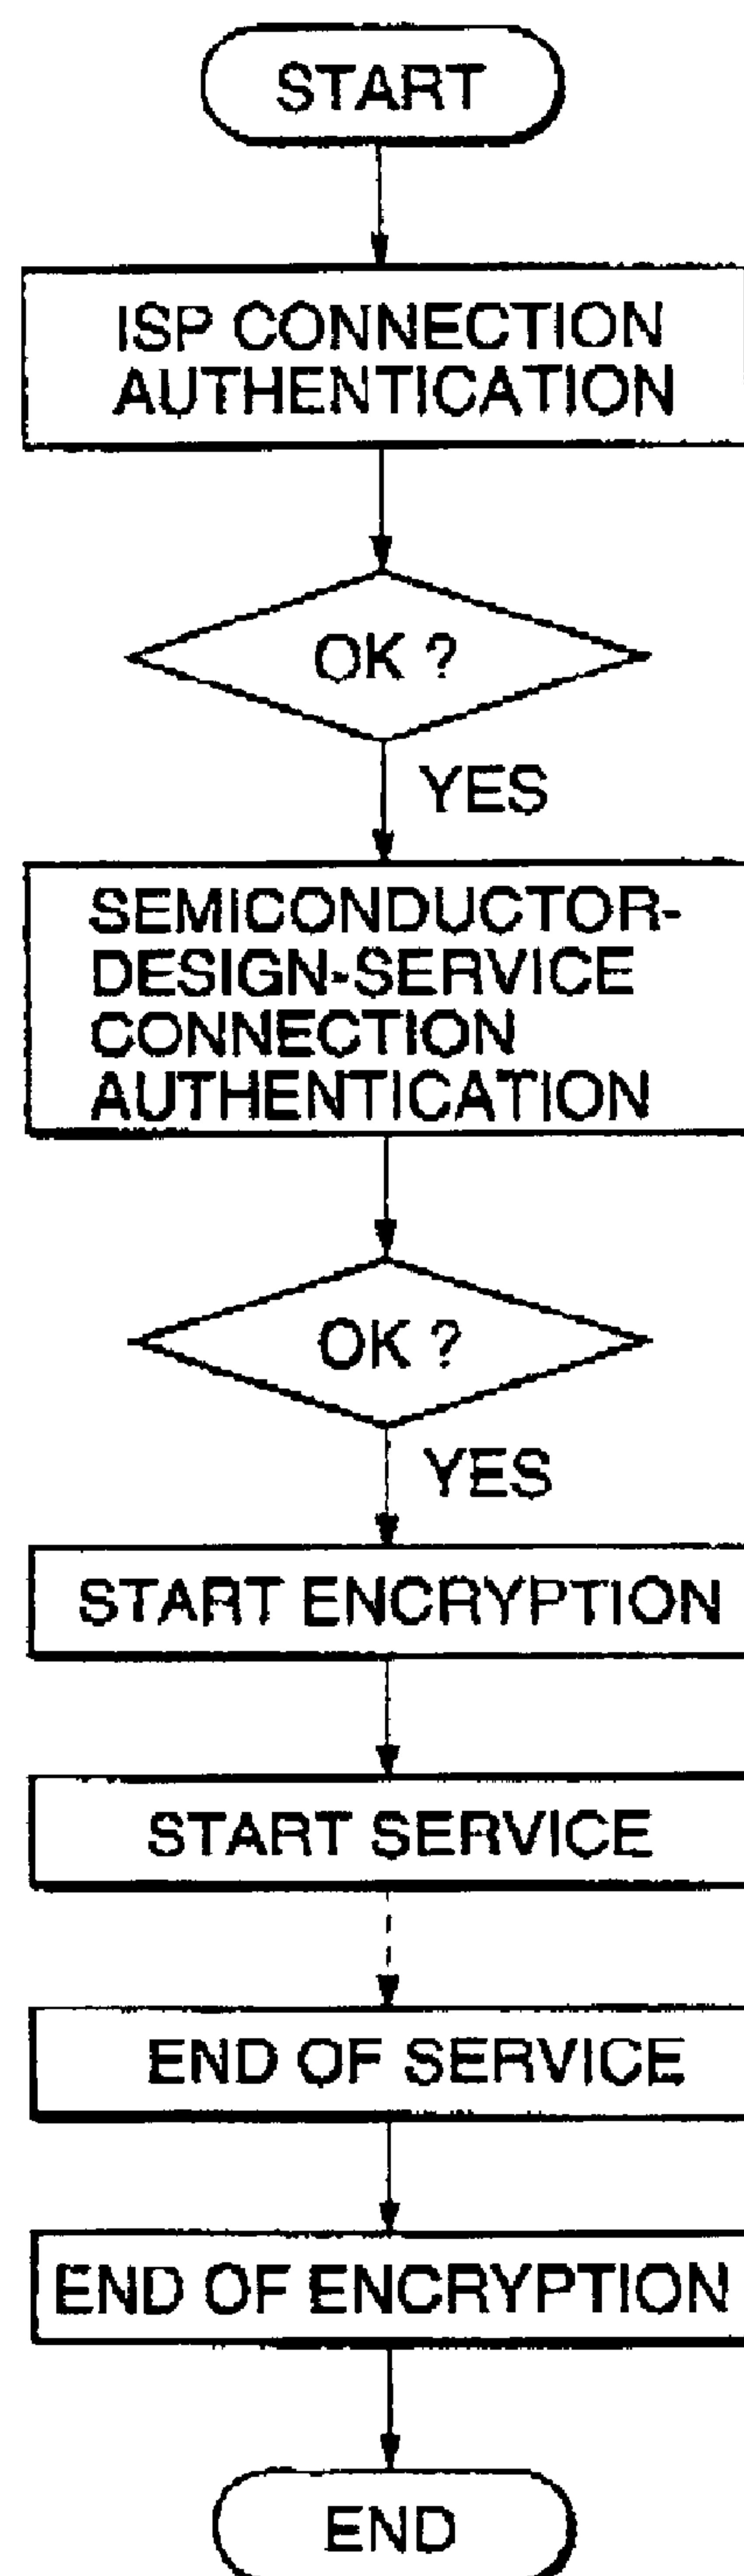 START
ISP CONNECTION
AUTHENTICATION
OK ?
YES
SEMICONDUCTOR-
DESIGN-SERVICE
CONNECTION
AUTHENTICATION
OK ?
YES
START ENCRYPTION
START SERVICE
END OF SERVICE
END OF ENCRYPTION
END